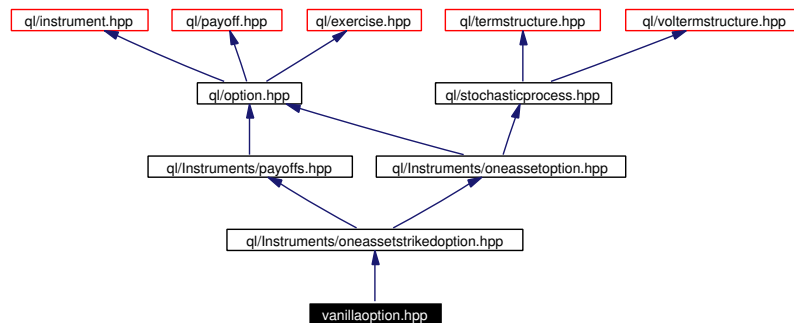 ql/instrument.hpp
ql/payoff.hpp
ql/exercise.hpp
ql/termstructure.hpp
ql/voltermstructure.hpp
ql/option.hpp
ql/stochasticprocess.hpp
ql/Instruments/payoffs.hpp
ql/Instruments/oneassetoption.hpp
ql/Instruments/oneassetstrikedoption.hpp
vanillaoption.hpp